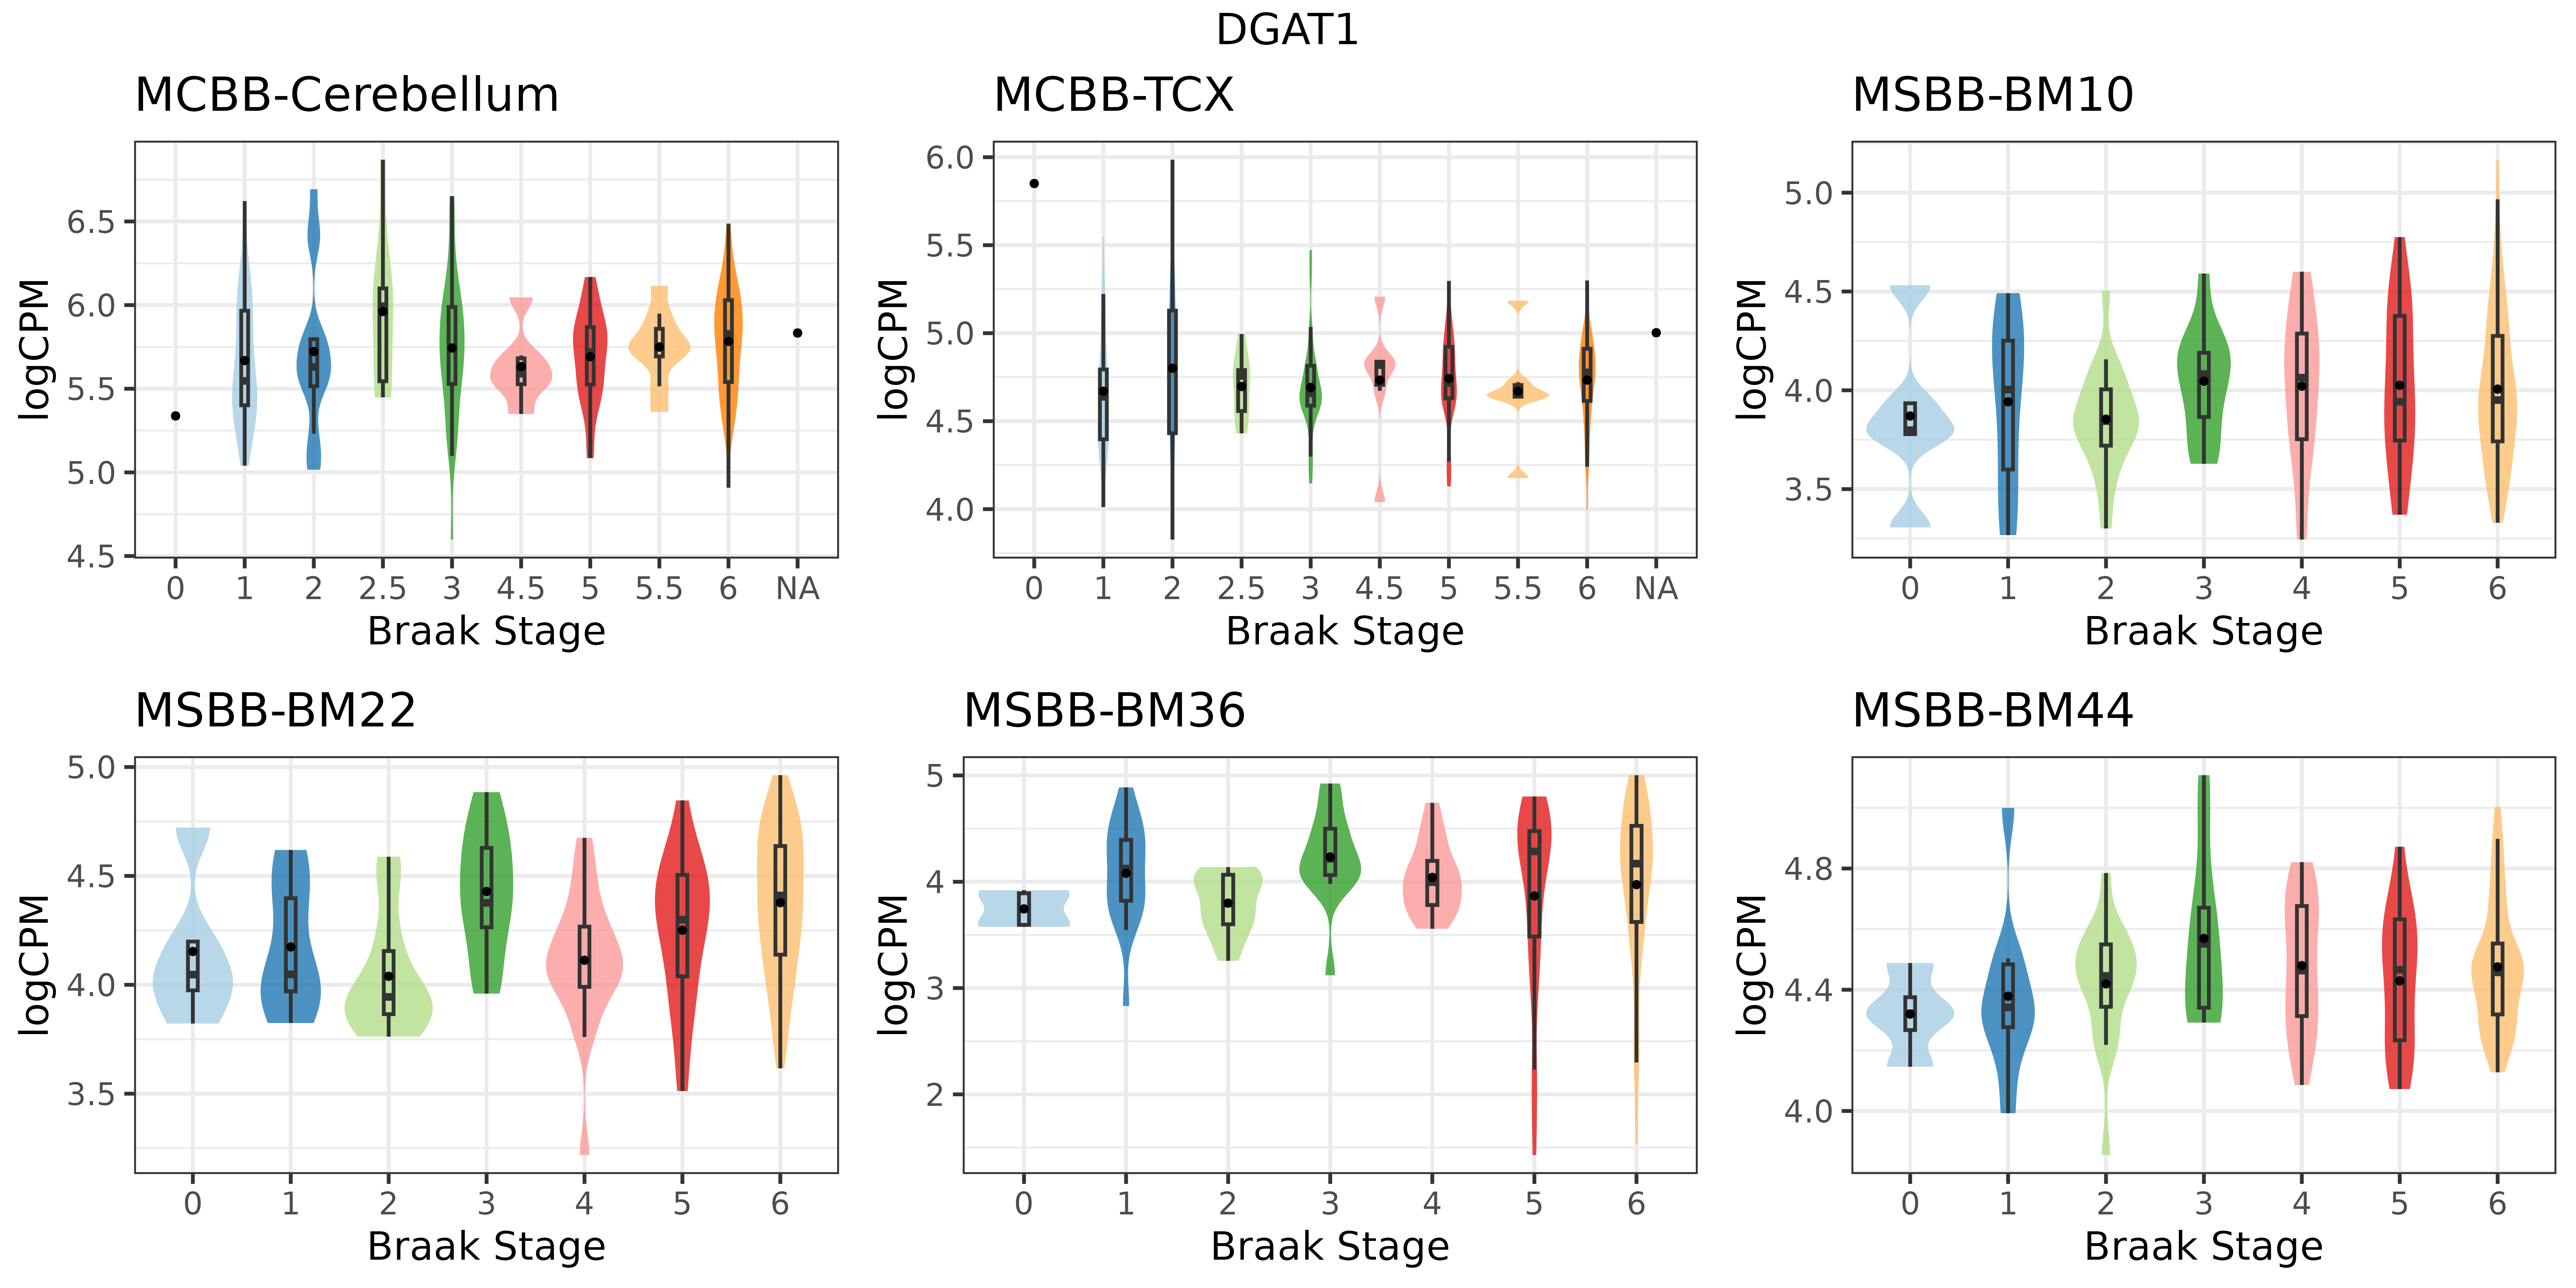 DGAT1
MCBB-Cerebellum
logCPM
6.5
6.0
5.5
5.0
4.5
0 1 2 2.5 3 4.5 5 5.5 6 NA
Braak Stage
MCBB-TCX
logCPM
6.0
5.5
5.0
4.5
4.0
0 1 2 2.5 3 4.5 5 5.5 6 NA
Braak Stage
MSBB-BM10
logCPM
5.0
4.5
4.0
3.5
0 1 2 3 4 5 6
Braak Stage
MSBB-BM22
logCPM
5.0
4.5
4.0
3.5
0 1 2 3 4 5 6
Braak Stage
MSBB-BM36
logCPM
5
4
3
2
0 1 2 3 4 5 6
Braak Stage
MSBB-BM44
logCPM
4.8
4.4
4.0
0 1 2 3 4 5 6
Braak Stage